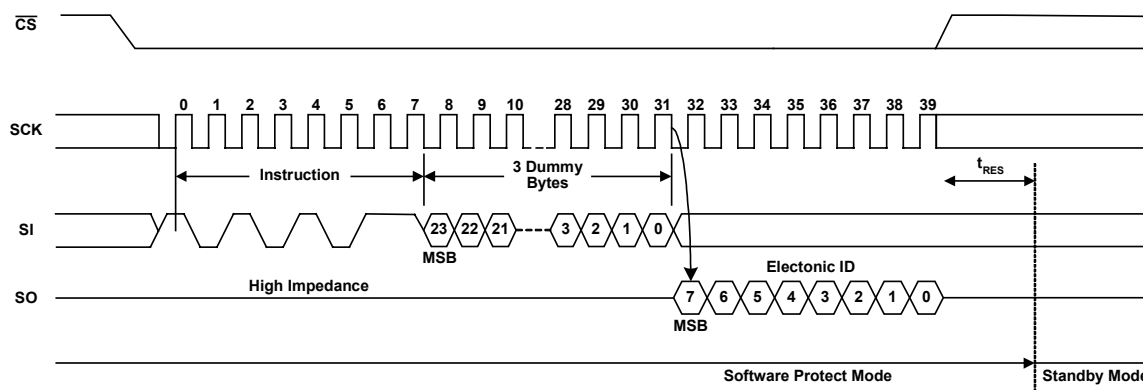 CS
0 1 2 3 4 5 6 7 8 9 10 28 29 30 31 32 33 34 35 36 37 38 39
SCK
Instruction
3 Dummy
Bytes
tRES
SI
23 22 21 3 2 1 0
MSB
High Impedance
Electonic ID
SO
7 6 5 4 3 2 1 0
MSB
Software Protect Mode
Standby Mode